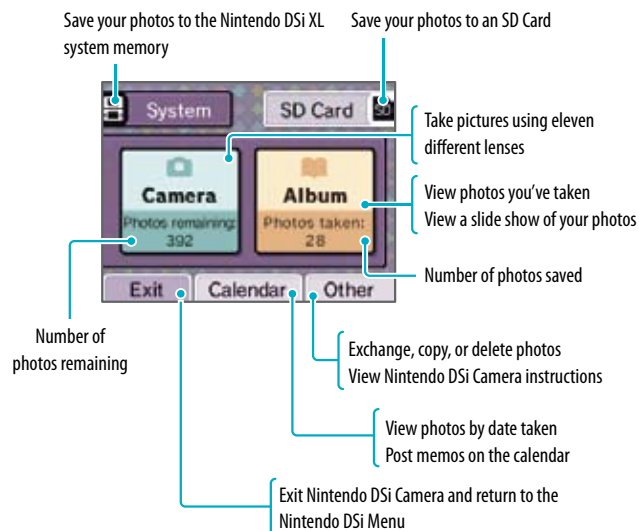 Save your photos to the Nintendo DSi XL
system memory
Save your photos to an SD Card
System
SD Card
SD
Take pictures using eleven
different lenses
Camera
Photos remaining:
392
Album
Photos taken:
28
View photos you've taken
View a slide show of your photos
Number of photos saved
Exit
Calendar
Other
Number of
photos remaining
Exchange, copy, or delete photos
View Nintendo DSi Camera instructions
View photos by date taken
Post memos on the calendar
Exit Nintendo DSi Camera and return to the
Nintendo DSi Menu